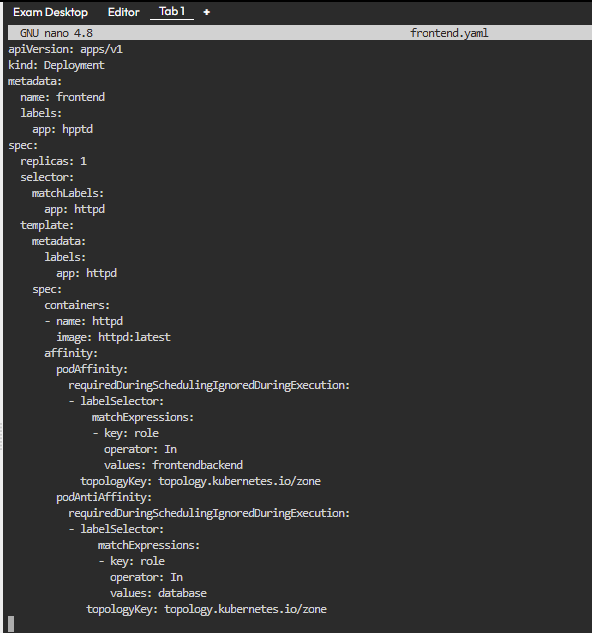 Exam Desktop Editor Tab 1 +
GNU nano 4.8 frontend.yaml
apiVersion: apps/v1
kind: Deployment
metadata:
  name: frontend
  labels:
    app: hpptd
spec:
  replicas: 1
  selector:
    matchLabels:
      app: httpd
  template:
    metadata:
      labels:
        app: httpd
    spec:
      containers:
      - name: httpd
        image: httpd:latest
      affinity:
        podAffinity:
          requiredDuringSchedulingIgnoredDuringExecution:
          - labelSelector:
              matchExpressions:
              - key: role
                operator: In
                values: frontendbackend
            topologyKey: topology.kubernetes.io/zone
        podAntiAffinity:
          requiredDuringSchedulingIgnoredDuringExecution:
          - labelSelector:
               matchExpressions:
               - key: role
                 operator: In
                 values: database
             topologyKey: topology.kubernetes.io/zone